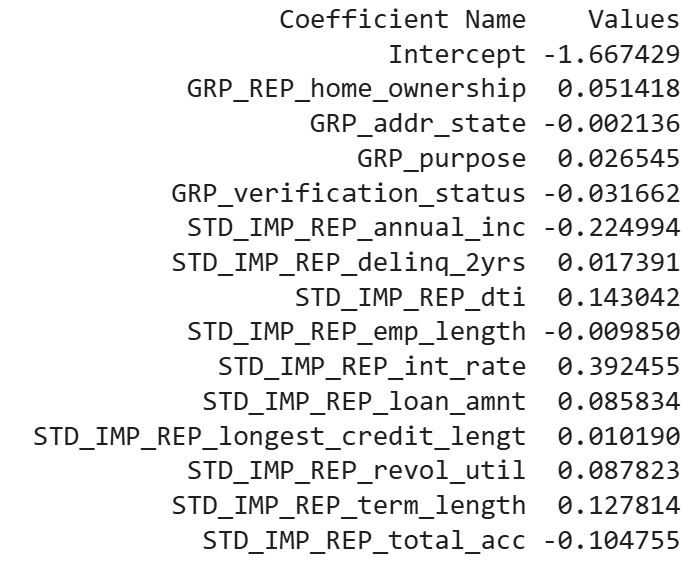 Coefficient Name Values
Intercept -1.667429
GRP_REP_home_ownership 0.051418
GRP_addr_state -0.002136
GRP_purpose 0.026545
GRP_verification_status -0.031662
STD_IMP_REP_annual_inc -0.224994
STD_IMP_REP_delinq_2yrs 0.017391
STD_IMP_REP_dti 0.143042
STD_IMP_REP_emp_length -0.009850
STD_IMP_REP_int_rate 0.392455
STD_IMP_REP_loan_amnt 0.085834
STD_IMP_REP_longest_credit_lengt 0.010190
STD_IMP_REP_revol_util 0.087823
STD_IMP_REP_term_length 0.127814
STD_IMP_REP_total_acc -0.104755